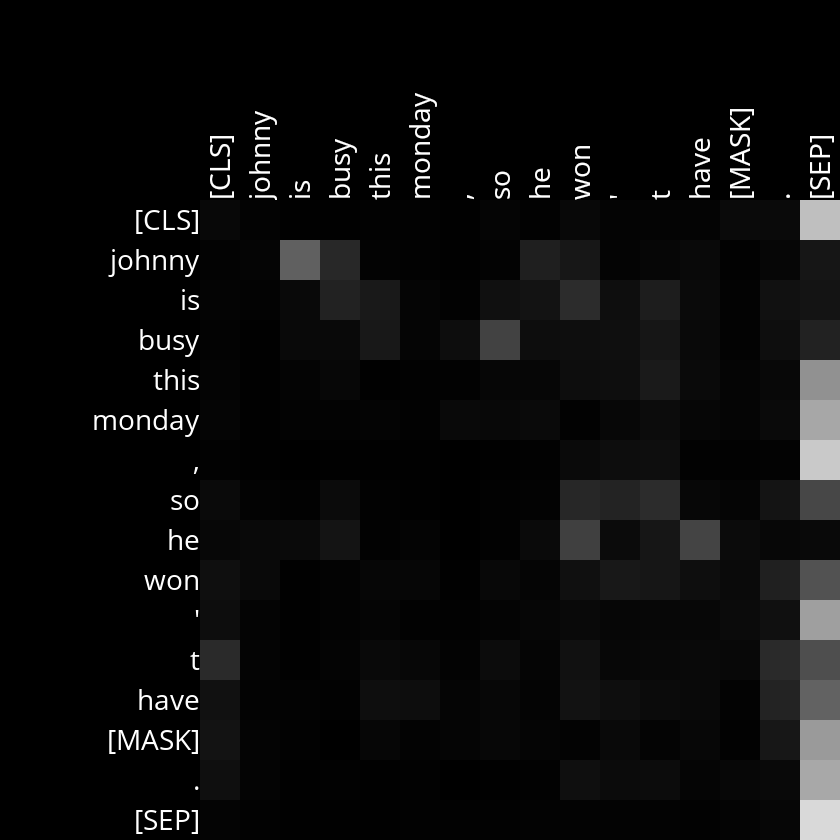 [CLS] johnny is busy this monday , so he won ' t have [MASK] . [SEP]
[CLS]
johnny
is
busy
this
monday
,
so
he
won
'
t
have
[MASK]
.
[SEP]